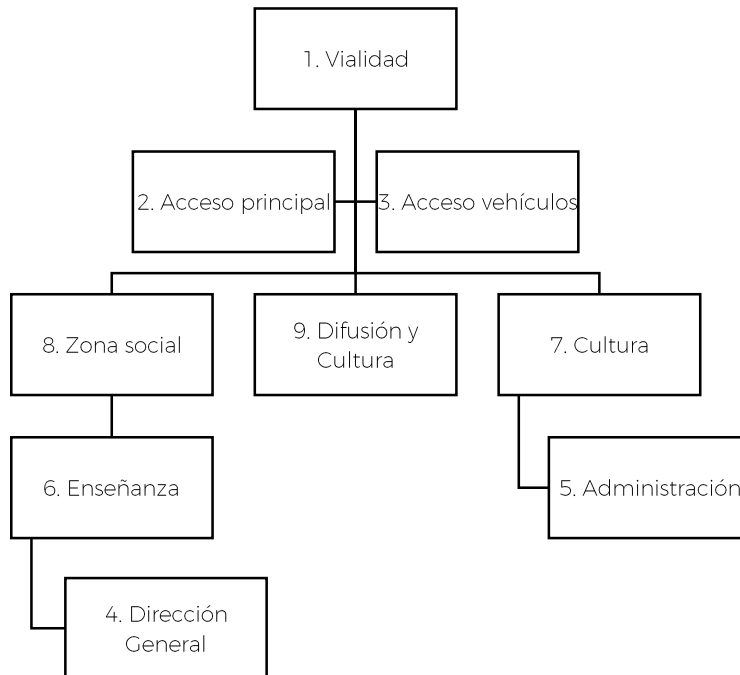 1. Vialidad
2. Acceso principal
3. Acceso vehículos
8. Zona social
9. Difusión y
Cultura
7. Cultura
6. Enseñanza
5. Administración
4. Dirección
General